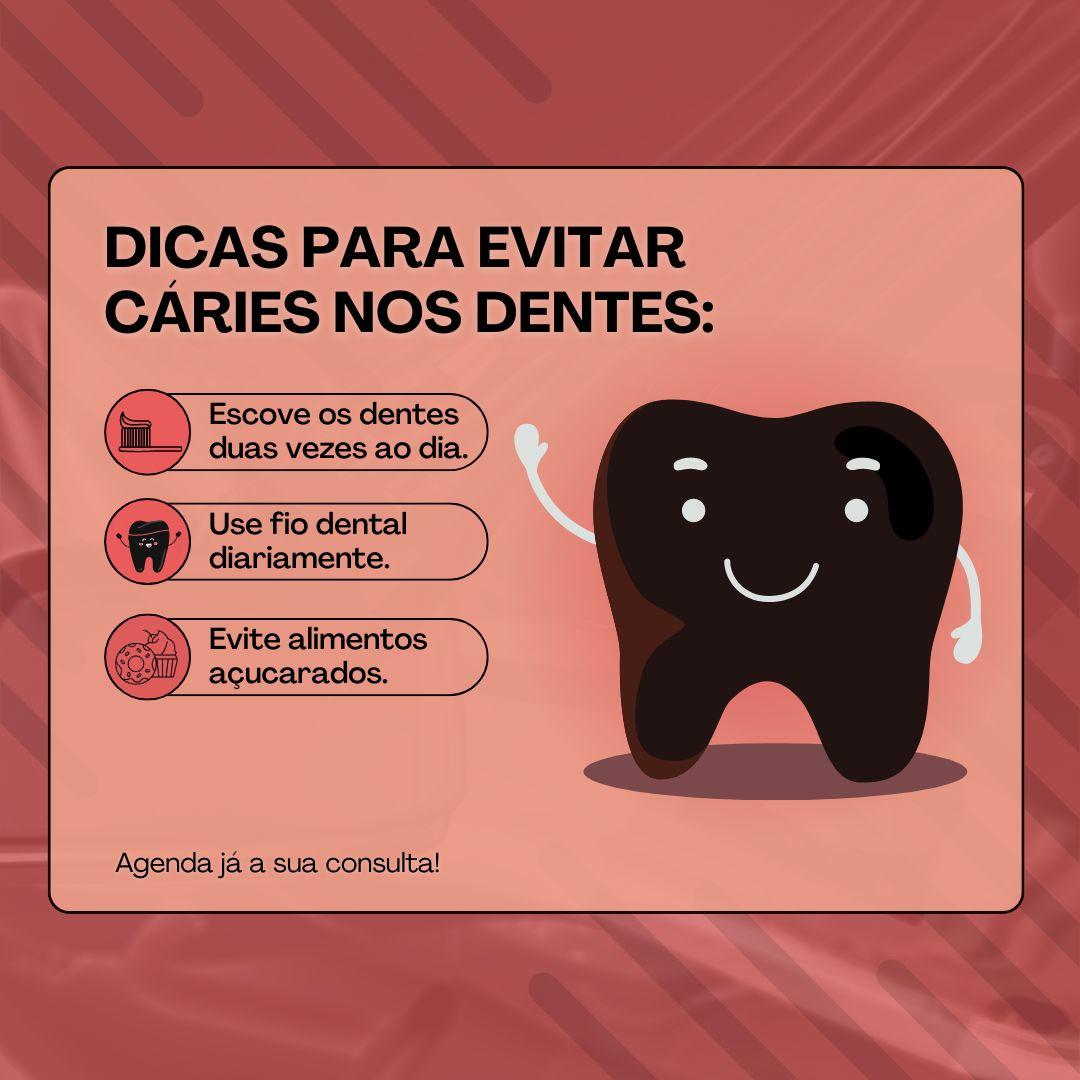 DICAS PARA EVITAR
CÁRIES NOS DENTES:
Escove os dentes
duas vezes ao dia.
Use fio dental
diariamente.
Evite alimentos
açucarados.
Agenda já a sua consulta!